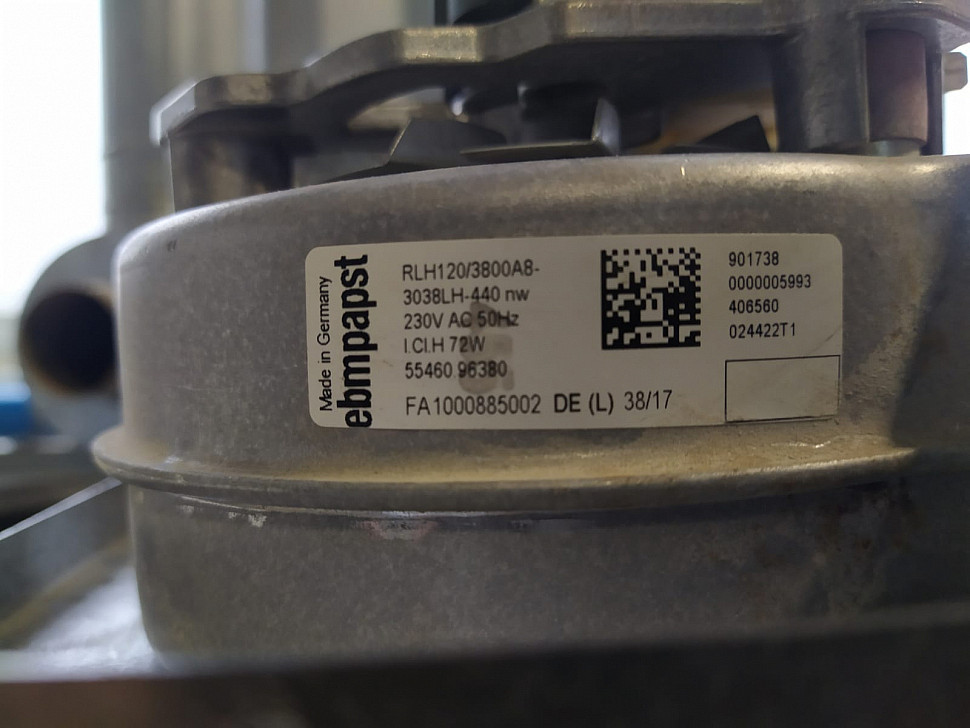 Made in Germany
ebmpapst
RLH120/3800A8-
3038LH-440 nw
230V AC 50Hz
I.Cl.H 72W
55460.96380
FA1000885002 DE (L) 38/17
901738
0000005993
406560
024422T1